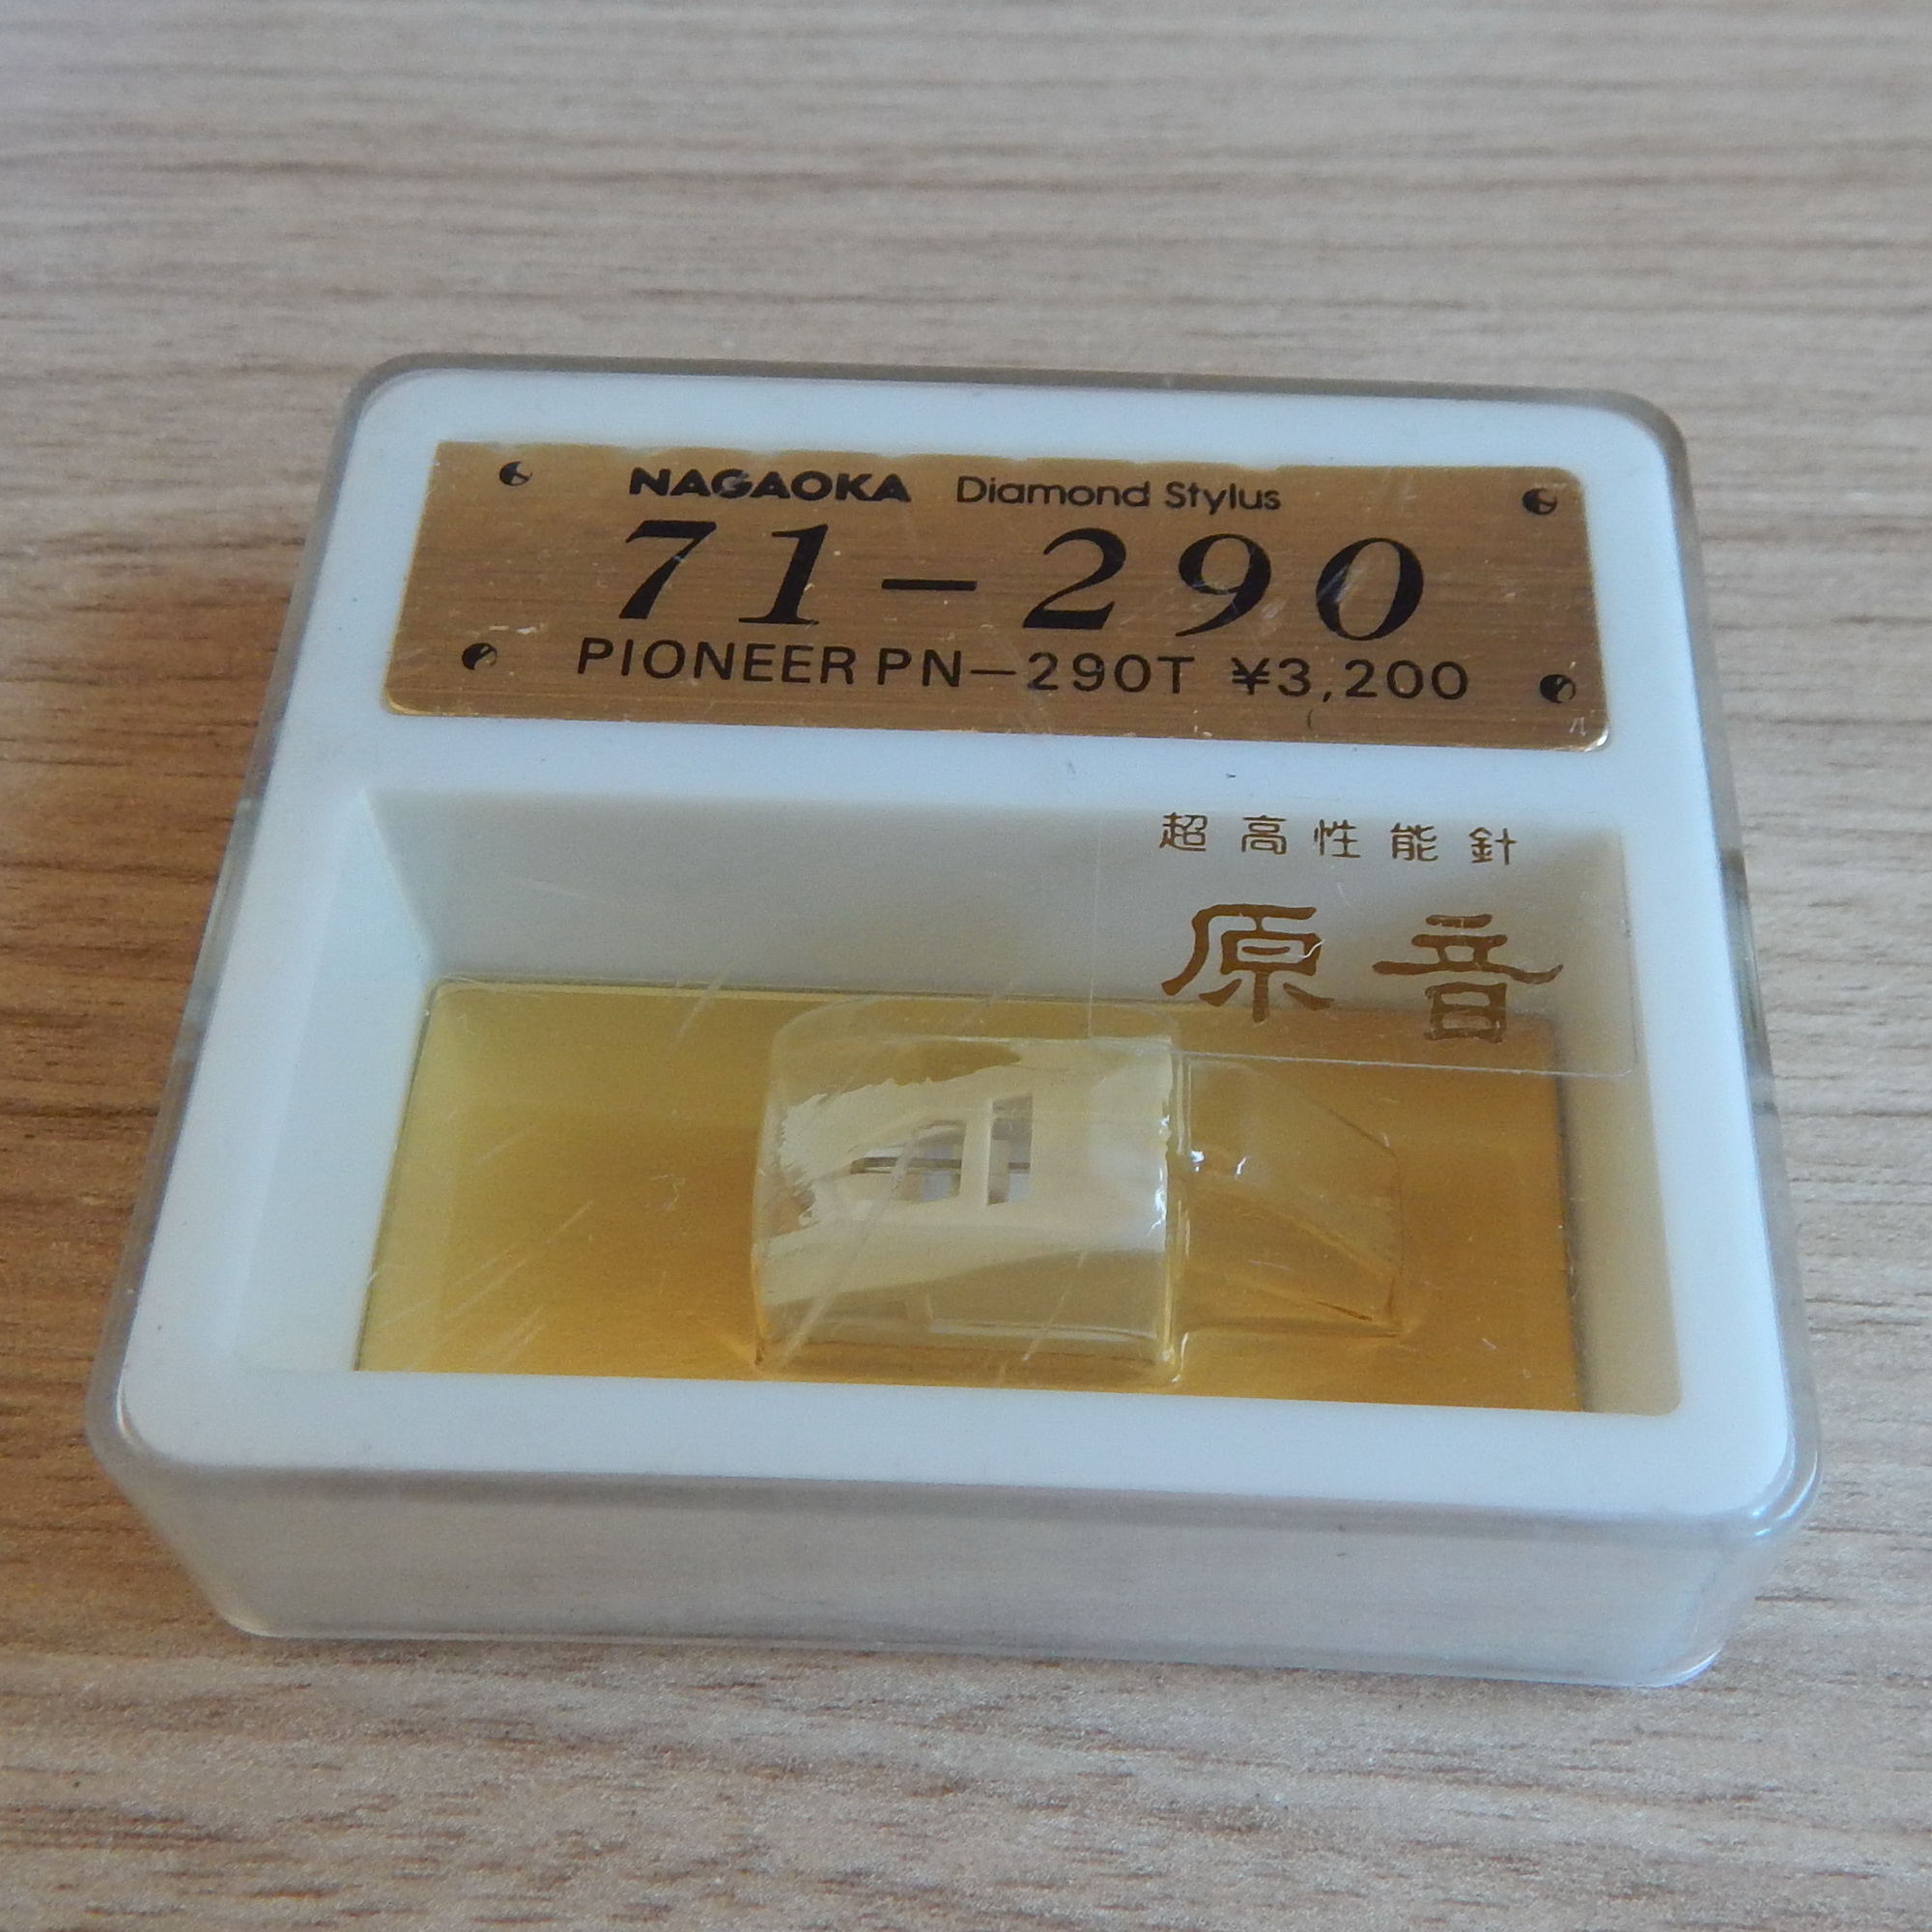 NAGAOKA Diamond Stylus
71-290
PIONEER PN-290T ¥3,200
超高性能針
原音